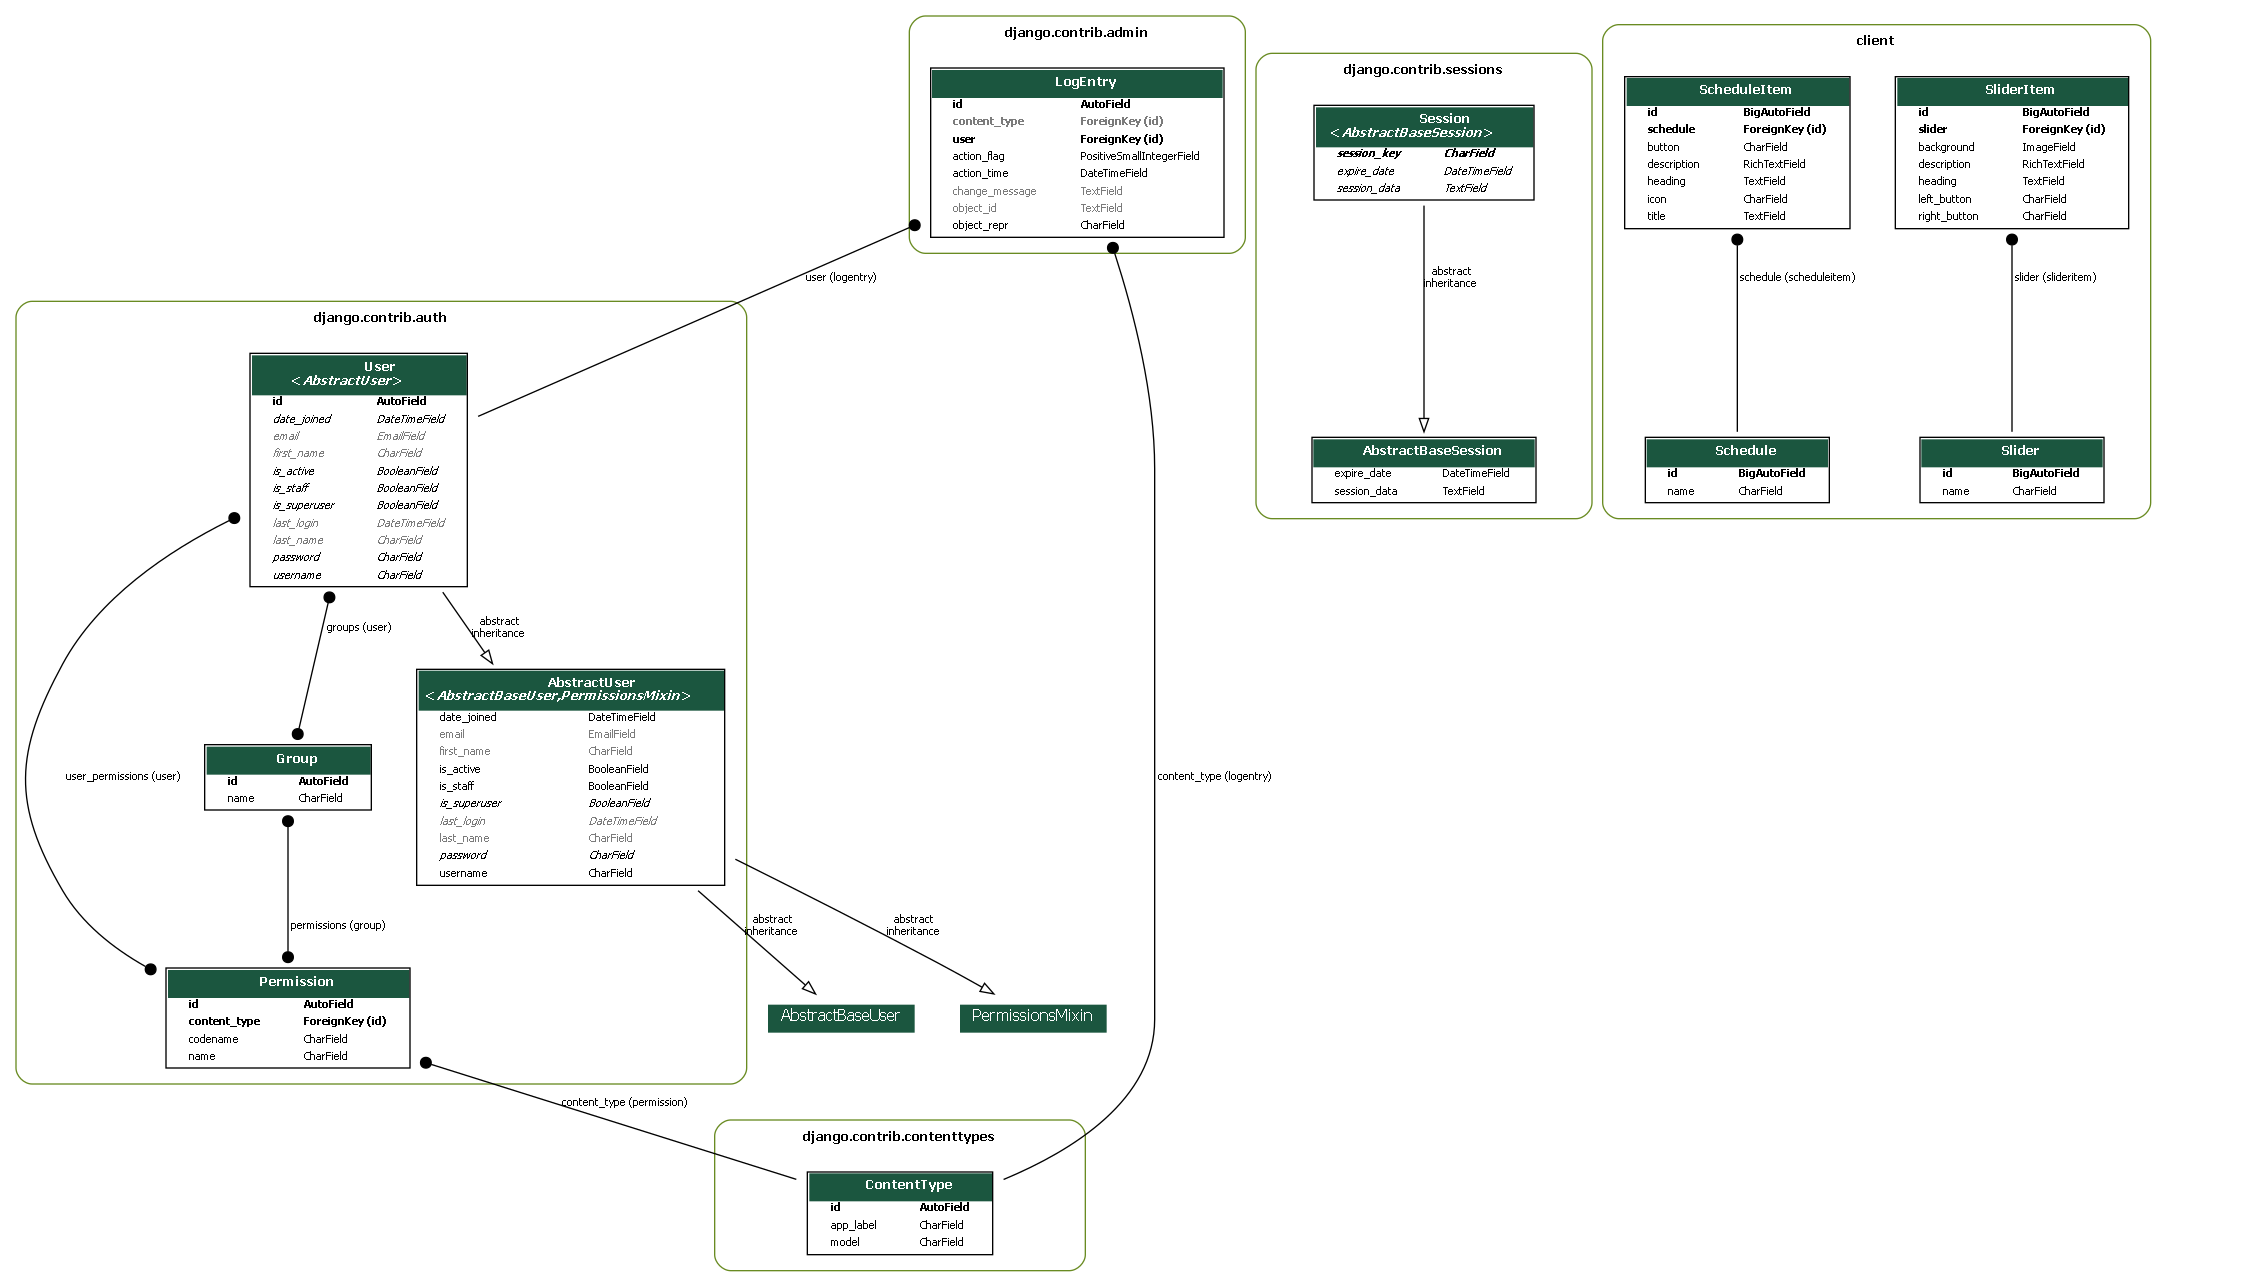 django.contrib.admin
LogEntry
id AutoField
content_type ForeignKey (id)
user ForeignKey (id)
action_flag PositiveSmallIntegerField
action_time DateTimeField
change_message TextField
object_id TextField
object_repr CharField
django.contrib.sessions
Session
<AbstractBaseSession>
session_key CharField
expire_date DateTimeField
session_data TextField
abstract
inheritance
AbstractBaseSession
expire_date DateTimeField
session_data TextField
client
ScheduleItem
id BigAutoField
schedule ForeignKey (id)
button CharField
description RichTextField
heading TextField
icon CharField
title TextField
SliderItem
id BigAutoField
slider ForeignKey (id)
background ImageField
description RichTextField
heading TextField
left_button CharField
right_button CharField
schedule (scheduleitem)
slider (slideritem)
Schedule
id BigAutoField
name CharField
Slider
id BigAutoField
name CharField
user (logentry)
django.contrib.auth
User
<AbstractUser>
id AutoField
date_joined DateTimeField
email EmailField
first_name CharField
is_active BooleanField
is_staff BooleanField
is_superuser BooleanField
last_login DateTimeField
last_name CharField
password CharField
username CharField
groups (user)
abstract
inheritance
AbstractUser
<AbstractBaseUser,PermissionsMixin>
date_joined DateTimeField
email EmailField
first_name CharField
is_active BooleanField
is_staff BooleanField
is_superuser BooleanField
last_login DateTimeField
last_name CharField
password CharField
username CharField
user_permissions (user)
Group
id AutoField
name CharField
content_type (logentry)
permissions (group)
abstract
inheritance
abstract
inheritance
Permission
id AutoField
content_type ForeignKey (id)
codename CharField
name CharField
AbstractBaseUser
PermissionsMixin
content_type (permission)
django.contrib.contenttypes
ContentType
id AutoField
app_label CharField
model CharField